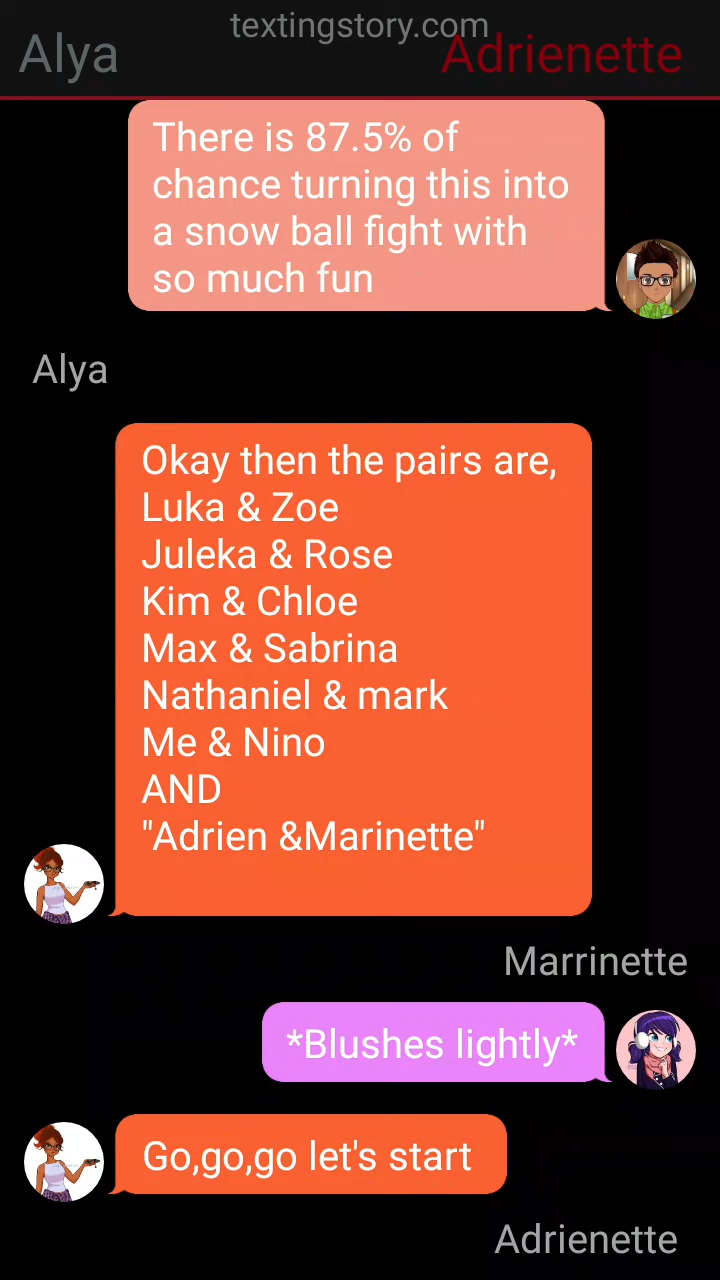 textingstory.com
Alya
Adrienette
There is 87.5% of
chance turning this into
a snow ball fight with
so much fun
Alya
Okay then the pairs are,
Luka & Zoe
Juleka & Rose
Kim & Chloe
Max & Sabrina
Nathaniel & mark
Me & Nino
AND
"Adrien &Marinette"
Marrinette
*Blushes lightly*
Go,go,go let's start
Adrienette